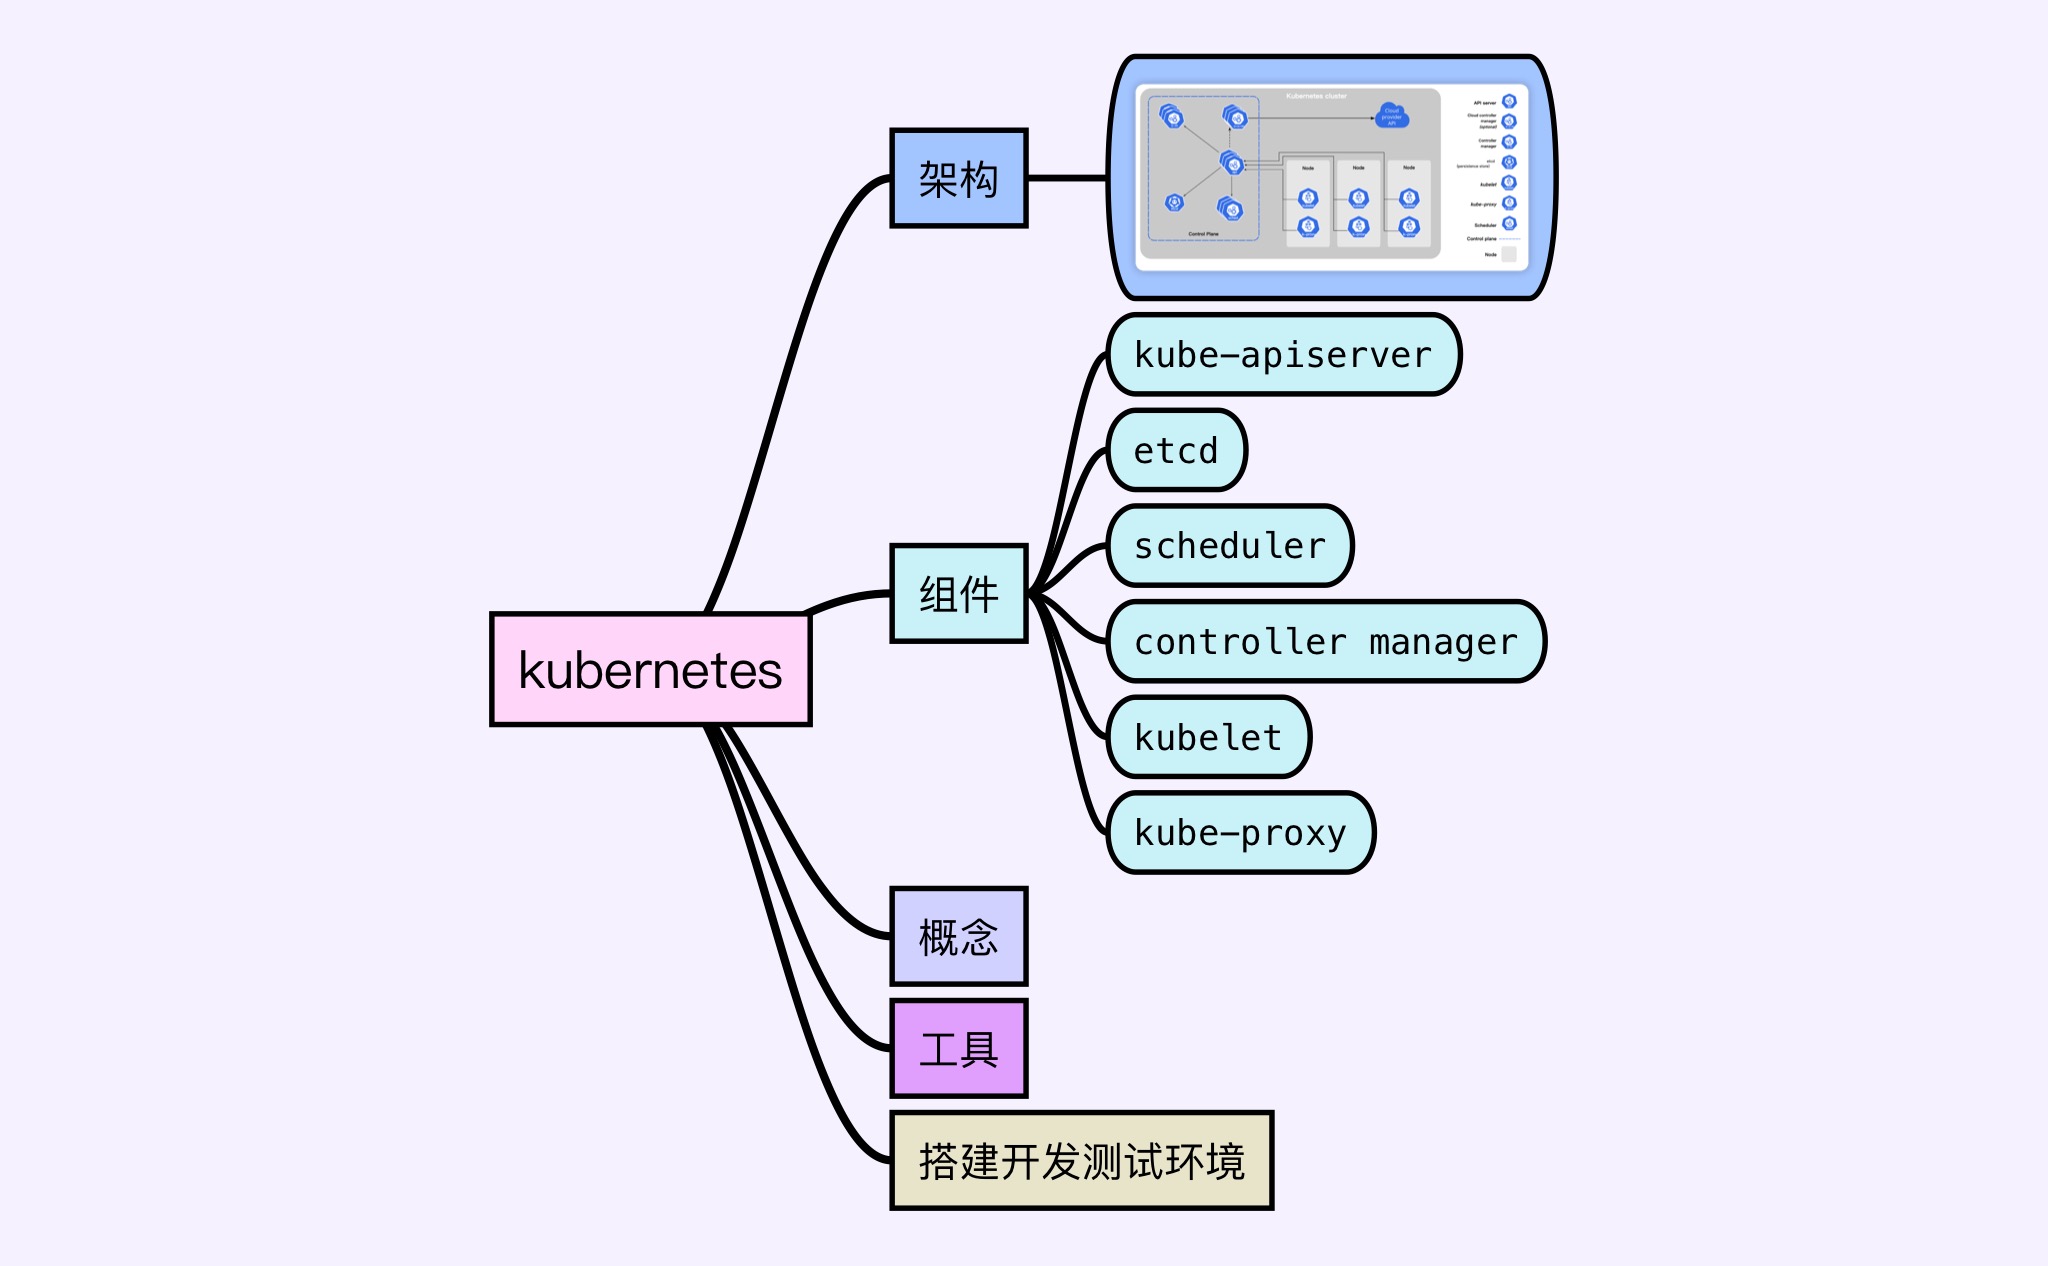 kubernetes
架构
Kubernetes cluster
Cloud
provider
API
Node
Node
Node
Control Plane
API server
Cloud controller
manager
(optional)
Controller
manager
etcd
(persistence store)
kubelet
kube-proxy
Scheduler
Control plane
Node
组件
kube-apiserver
etcd
scheduler
controller manager
kubelet
kube-proxy
概念
工具
搭建开发测试环境